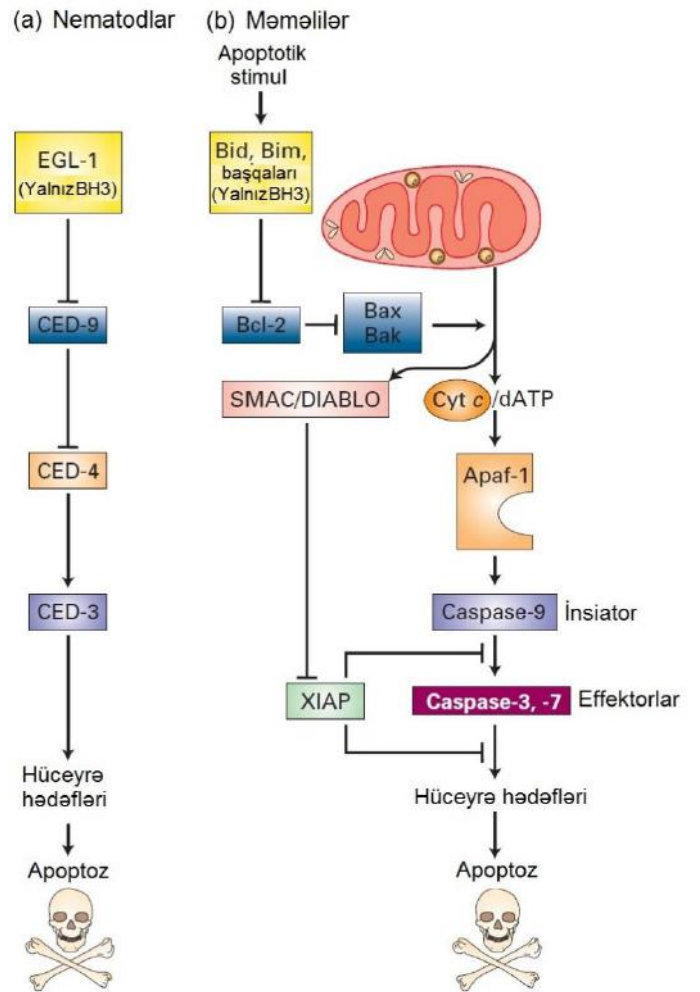 (a) Nematodlar
EGL-1
(YalnızBH3)
CED-9
CED-4
CED-3
Hüceyrə
hədəfləri
Apoptoz
(b) Məməlilər
Apoptotik
stimul
Bid, Bim,
başqaları
(YalnızBH3)
Bcl-2
Bax
Bak
SMAC/DIABLO
Cyt c/dATP
Apaf-1
Caspase-9 İnsiator
XIAP
Caspase-3, -7 Effektorlar
Hüceyrə hədəfləri
Apoptoz